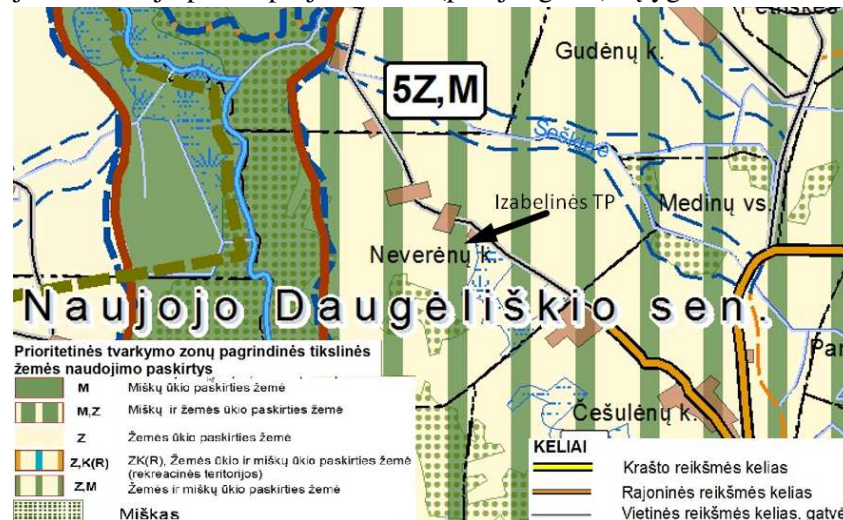 Gudėnų k.
5Z,M
Šeškinė
Izabelinės TP
Medinų vs.
Neverėnų k.
Naujojo Daugėliškio sen.
Prioritetinės tvarkymo zonų pagrindinės tikslinės
žemės naudojimo paskirtys
M Miškų ūkio paskirties žemė
M,Z Miškų ir žemės ūkio paskirties žemė
Z Žemės ūkio paskirties žemė
Z,K(R) ZK(R), Žemės ūkio ir miškų ūkio paskirties žemė
(rekreacinės teritorijos)
Z,M Žemės ir miškų ūkio paskirties žemė
Miškas
Češulėnų k.
KELIAI
Krašto reikšmės kelias
Rajoninės reikšmės kelias
Vietinės reikšmės kelias, gatvė